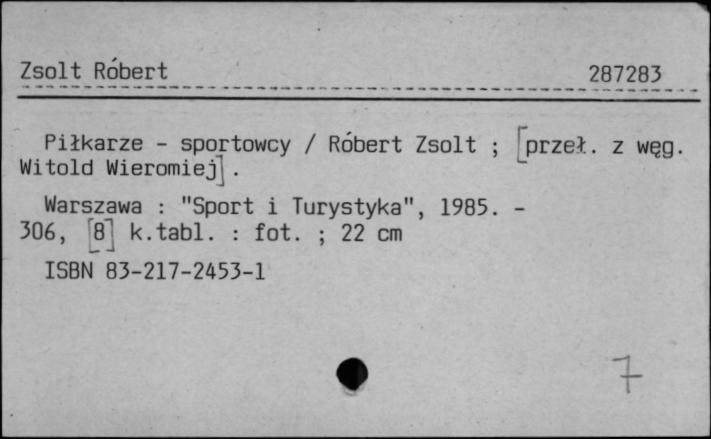 Zsolt Róbert 287283
Piłkarze - sportowcy / Róbert Zsolt ; [przeł. z węg.
Witold Wieromiej] .
Warszawa : "Sport i Turystyka", 1985. -
306, [8] k.tabl. : fot. ; 22 cm
ISBN 83-217-2453-1
7